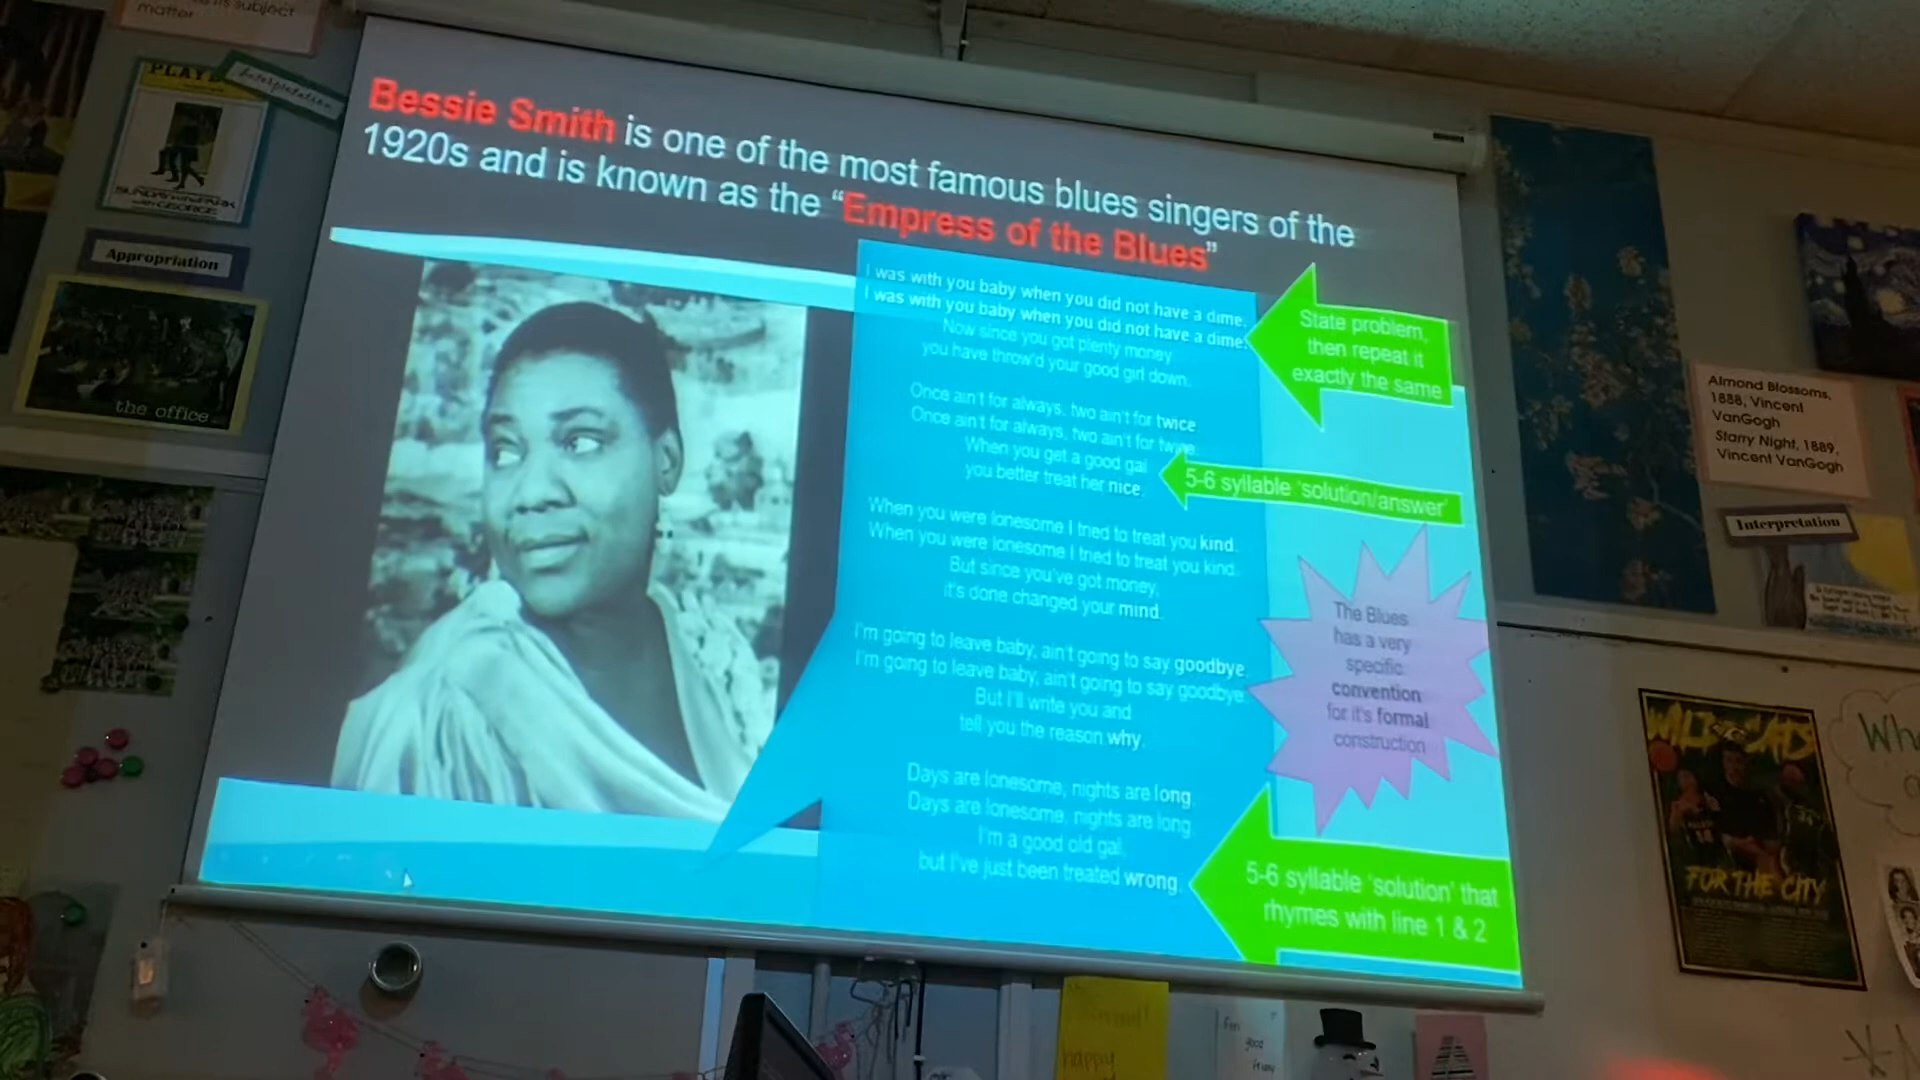 Bessie Smith is one of the most famous blues singers of the
1920s and is known as the “Empress of the Blues”
I was with you baby when you did not have a dime.
I was with you baby when you did not have a dime.
Now since you got plenty money
you have throw'd your good girl down.
Once ain't for always, two ain't for twice.
Once ain't for always, two ain't for twice.
When you get a good gal
you better treat her nice.
When you were lonesome I tried to treat you kind.
When you were lonesome I tried to treat you kind.
But since you've got money,
it's done changed your mind.
I'm going to leave baby, ain't going to say goodbye.
I'm going to leave baby, ain't going to say goodbye.
But I'll write you and
tell you the reason why.
Days are lonesome, nights are long.
Days are lonesome, nights are long.
I'm a good old gal,
but I've just been treated wrong.
State problem,
then repeat it
exactly the same
5-6 syllable 'solution/answer'
The Blues
has a very
specific
convention
for it's formal
construction
5-6 syllable 'solution' that
rhymes with line 1 & 2
its subject
matter
Interpretation
SUNDAY
GEORGE
Appropriation
the office
Almond Blossoms,
1888, Vincent
VanGogh
Starry Night, 1889,
Vincent VanGogh
Interpretation
WILDCATS
FOR THE CITY
happy
I'm
good